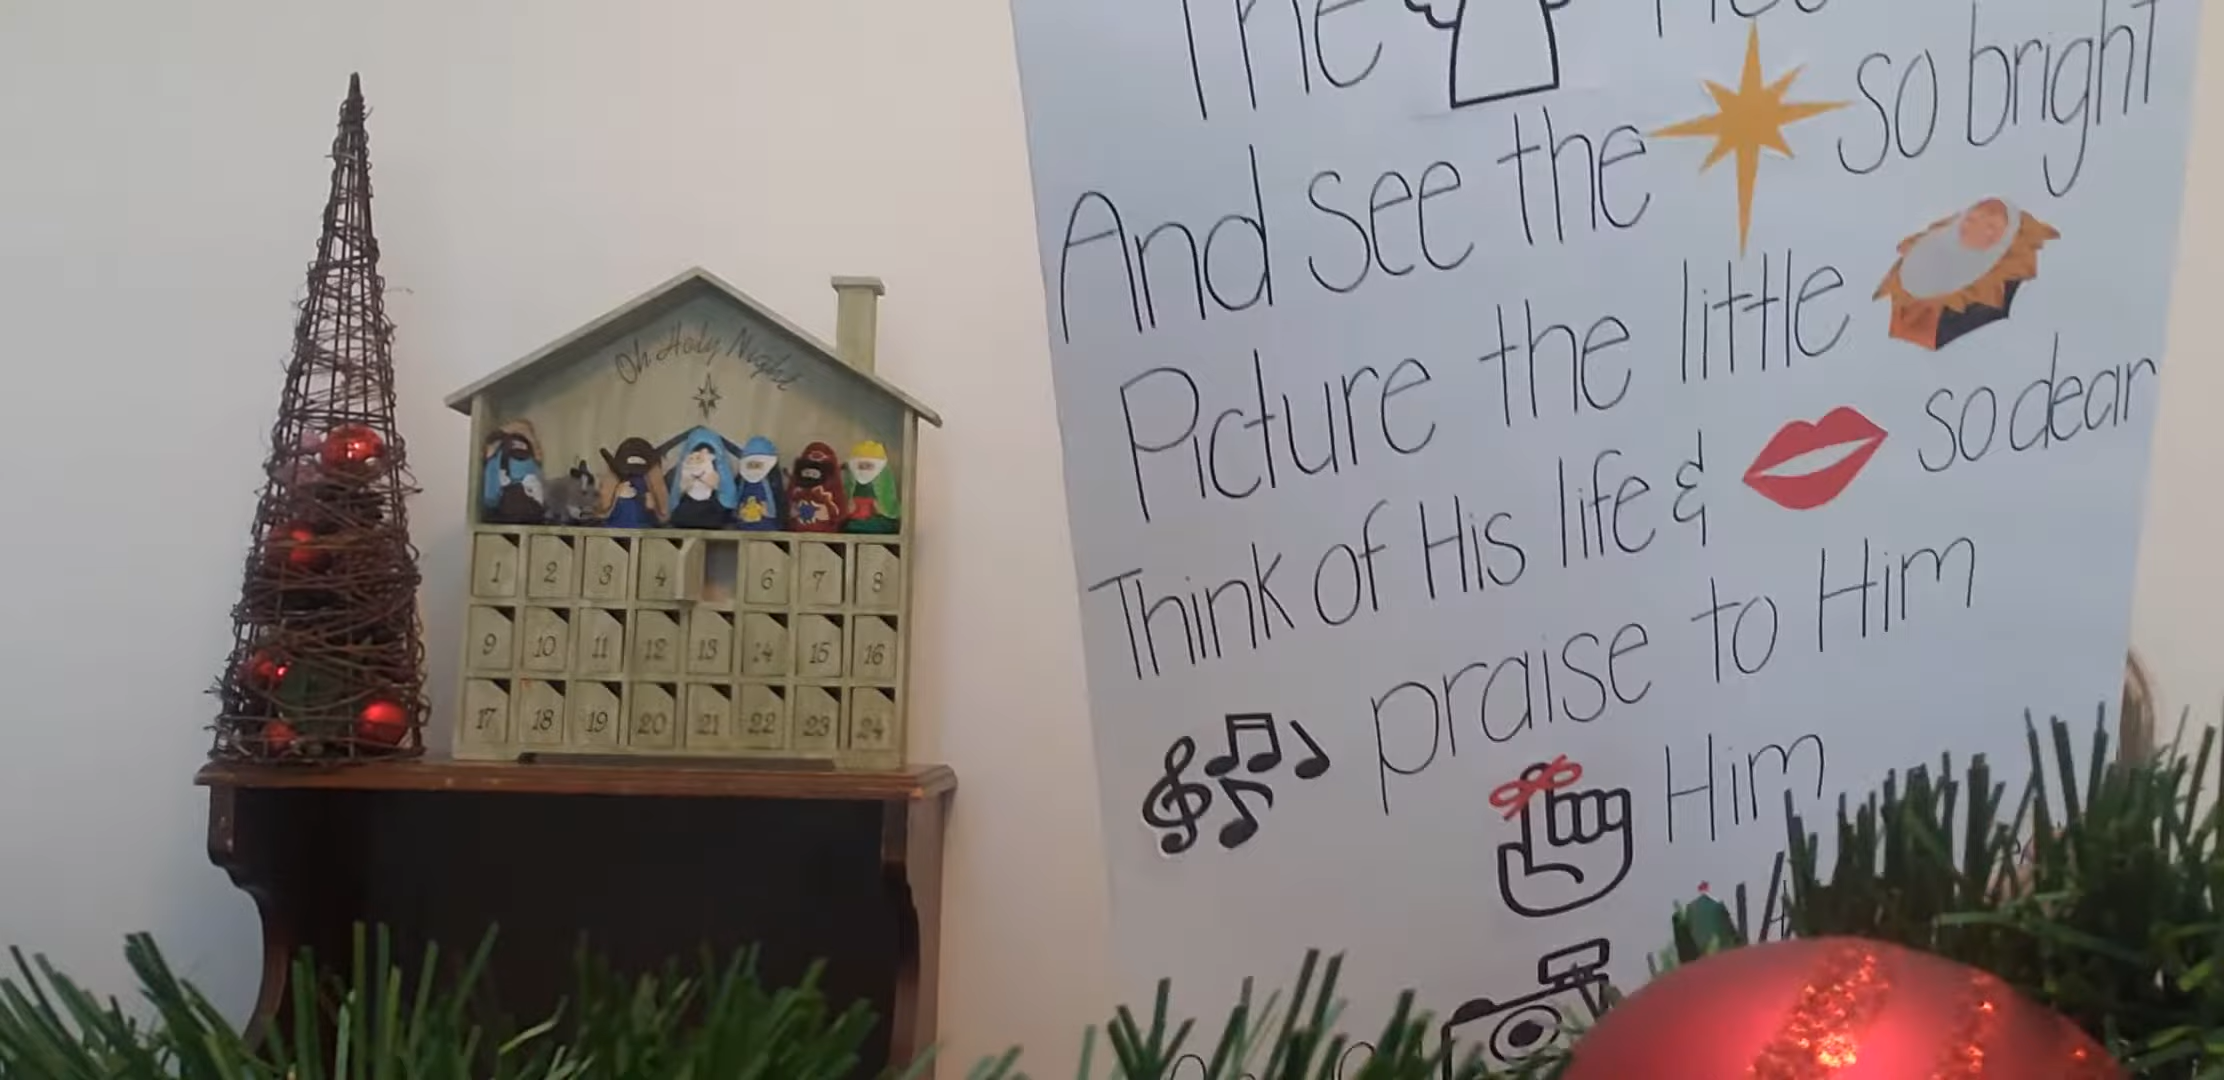 Oh Holy Night
1 2 3 4 6 7 8
9 10 11 12 13 14 15 16
17 18 19 20 21 22 23 24
The
And see the so bright
Picture the little
Think of His life & so dear
praise to Him
Him